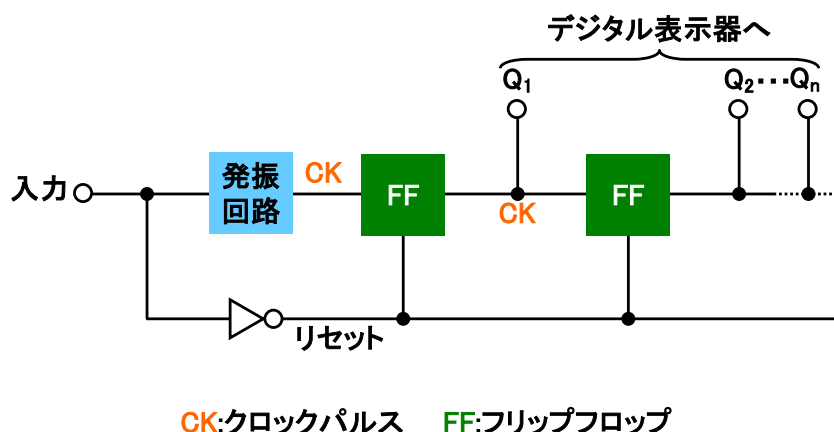 デジタル表示器へ
Q₁
Q₂…Qₙ
入力
発振
回路
CK
FF
CK
FF
リセット
CK:クロックパルス FF:フリップフロップ